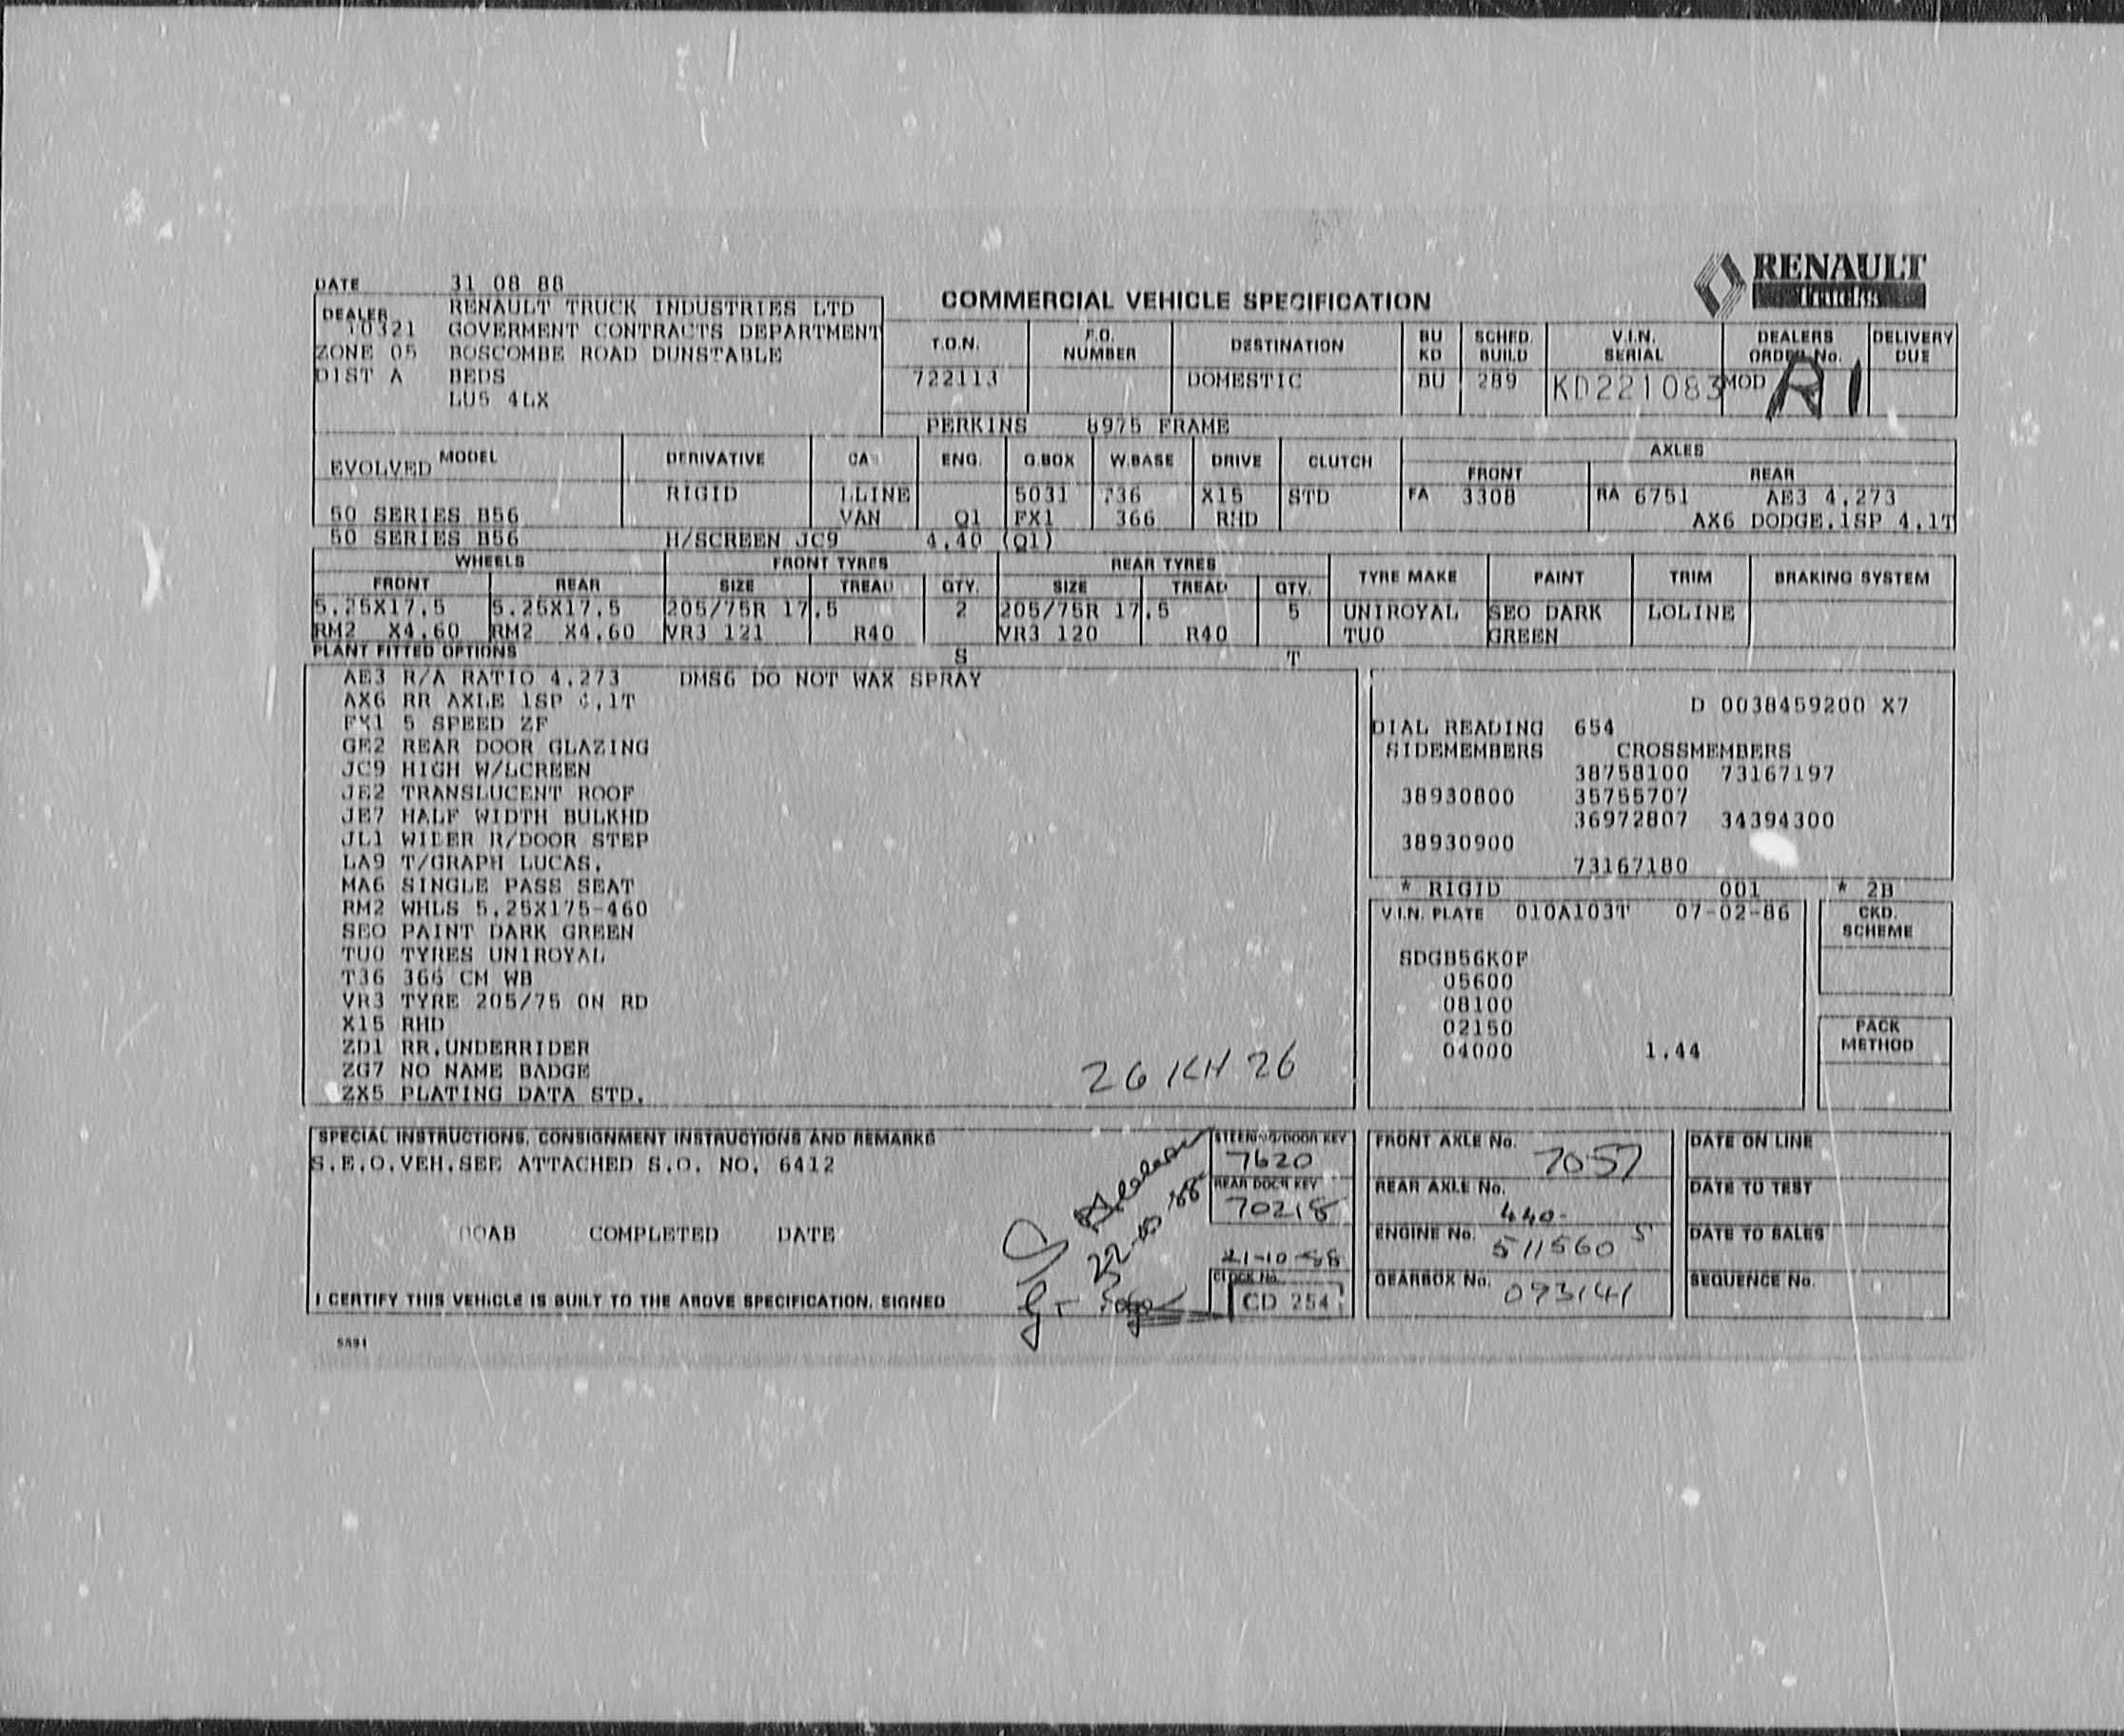 RENAULT
trucks
DATE 31 08 88
COMMERCIAL VEHICLE SPECIFICATION
DEALER RENAULT TRUCK INDUSTRIES LTD
10321 GOVERMENT CONTRACTS DEPARTMENT
ZONE 05 BOSCOMBE ROAD DUNSTABLE
DIST A BEDS
LU5 4LX
T.O.N. F.O. NUMBER DESTINATION BU KD SCHED. BUILD V.I.N. SERIAL DEALERS ORDER No. DELIVERY DUE
722113 DOMESTIC BU 289 KD221083 MOD R1
PERKINS 8975 FRAME
MODEL DERIVATIVE CAB ENG. G.BOX W.BASE DRIVE CLUTCH AXLES
EVOLVED FRONT REAR
RIGID LLINE 5031 736 X15 STD FA 3308 RA 6751 AE3 4.273
50 SERIES B56 VAN Q1 FX1 366 RHD AX6 DODGE.1SP 4.1T
50 SERIES B56 H/SCREEN JC9 4.40 (Q1)
WHEELS FRONT TYRES REAR TYRES TYRE MAKE PAINT TRIM BRAKING SYSTEM
FRONT REAR SIZE TREAD QTY. SIZE TREAD QTY.
5.25X17.5 5.25X17.5 205/75R 17.5 2 205/75R 17.5 5 UNIROYAL SEO DARK LOLINE
RM2 X4.60 RM2 X4.60 VR3 121 R40 VR3 120 R40 TUO GREEN
PLANT FITTED OPTIONS S T
AE3 R/A RATIO 4.273 DMSG DO NOT WAX SPRAY
AX6 RR AXLE 1SP 4.1T
FX1 5 SPEED ZF
GE2 REAR DOOR GLAZING
JC9 HIGH W/SCREEN
JE2 TRANSLUCENT ROOF
JE7 HALF WIDTH BULKHD
JL1 WIDER R/DOOR STEP
LA9 T/GRAPH LUCAS.
MA6 SINGLE PASS SEAT
RM2 WHLS 5.25X175-460
SEO PAINT DARK GREEN
TUO TYRES UNIROYAL
T36 366 CM WB
VR3 TYRE 205/75 ON RD
X15 RHD
ZD1 RR.UNDERRIDER
ZG7 NO NAME BADGE
ZX5 PLATING DATA STD.
26 KH 26
D 0038459200 X7
DIAL READING 654
SIDEMEMBERS CROSSMEMBERS
38758100 73167197
38930800 35755707
36972807 34394300
38930900
73167180
* RIGID 001 * 2B
V.I.N. PLATE 010A103T 07-02-86
CKD. SCHEME
SDGB56K0F
05600
08100
02150
04000 1.44
PACK METHOD
SPECIAL INSTRUCTIONS, CONSIGNMENT INSTRUCTIONS AND REMARKS
S.E.O.VEH.SEE ATTACHED S.O. NO. 6412
COMPLETED DATE
I CERTIFY THIS VEHICLE IS BUILT TO THE ABOVE SPECIFICATION. SIGNED
STEERING/DOOR KEY
7620
REAR DOOR KEY
70218
21-10-88
CLOCK No.
CD 254
FRONT AXLE No. 7057
REAR AXLE No. 440-
ENGINE No. 511560 S
GEARBOX No. 093141
DATE ON LINE
DATE TO TEST
DATE TO SALES
SEQUENCE No.
5891